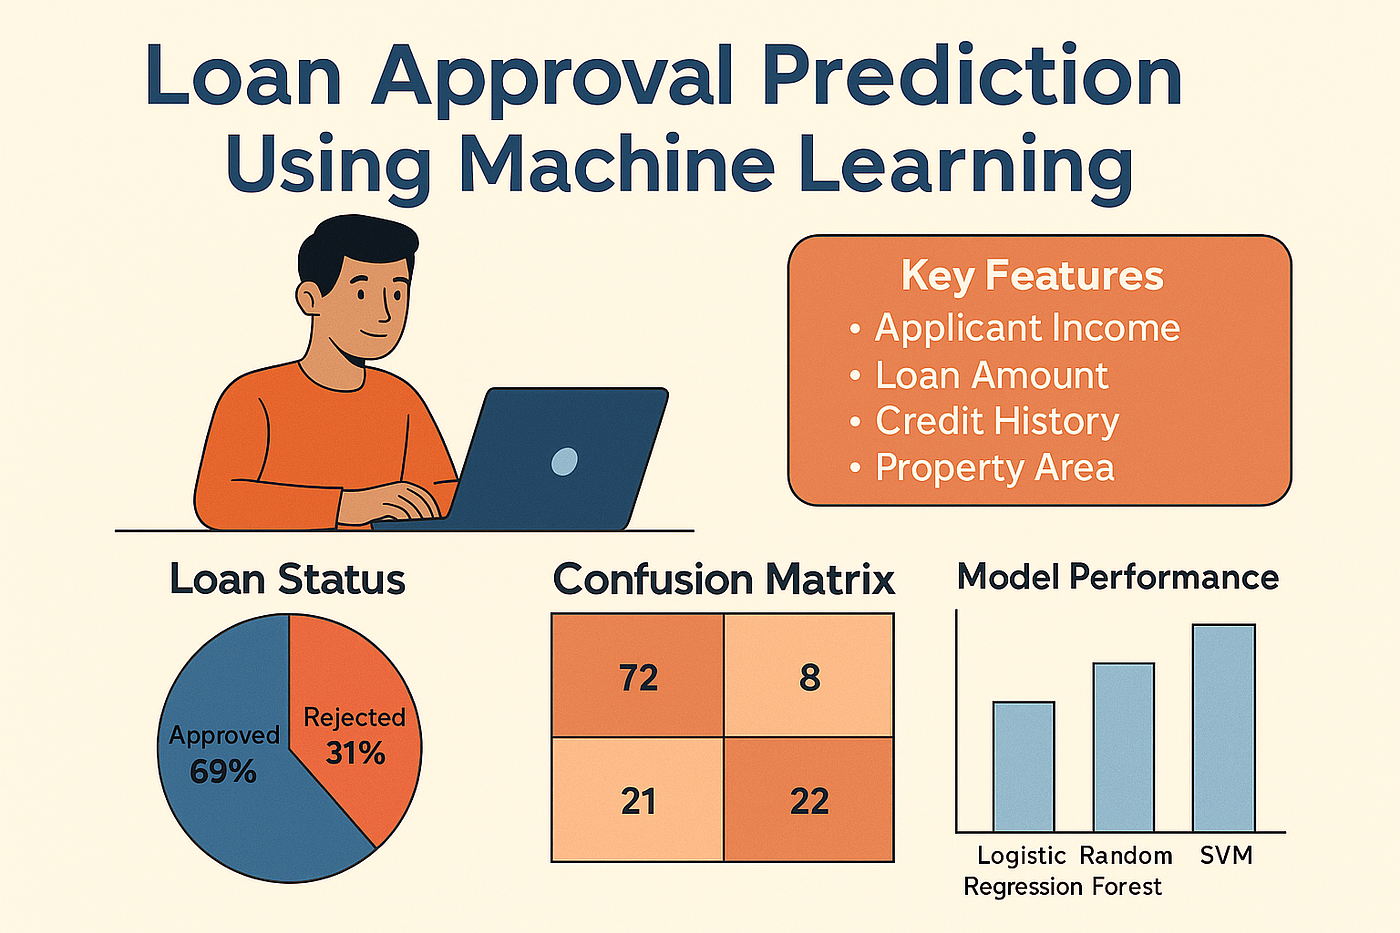 Loan Approval Prediction
Using Machine Learning
Key Features
• Applicant Income
• Loan Amount
• Credit History
• Property Area
Loan Status
Approved
69%
Rejected
31%
Confusion Matrix
72
8
21
22
Model Performance
Logistic
Regression
Random
Forest
SVM